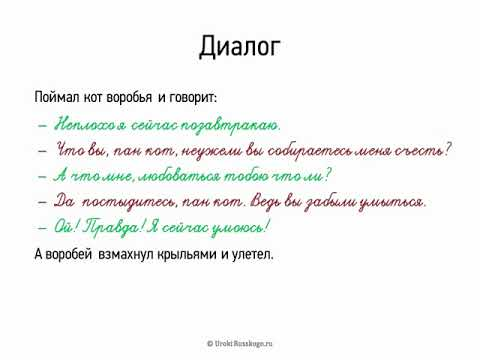 Диалог
Поймал кот воробья и говорит:
– Неплохо я сейчас позавтракаю.
– Что вы, пан кот, неужели вы собираетесь меня съесть?
– А что мне, любоваться тобою что ли?
– Да постыдитесь, пан кот. Ведь вы забыли умыться.
– Ой! Правда! Я сейчас умоюсь!
А воробей взмахнул крыльями и улетел.
© UrokiRusskogo.ru